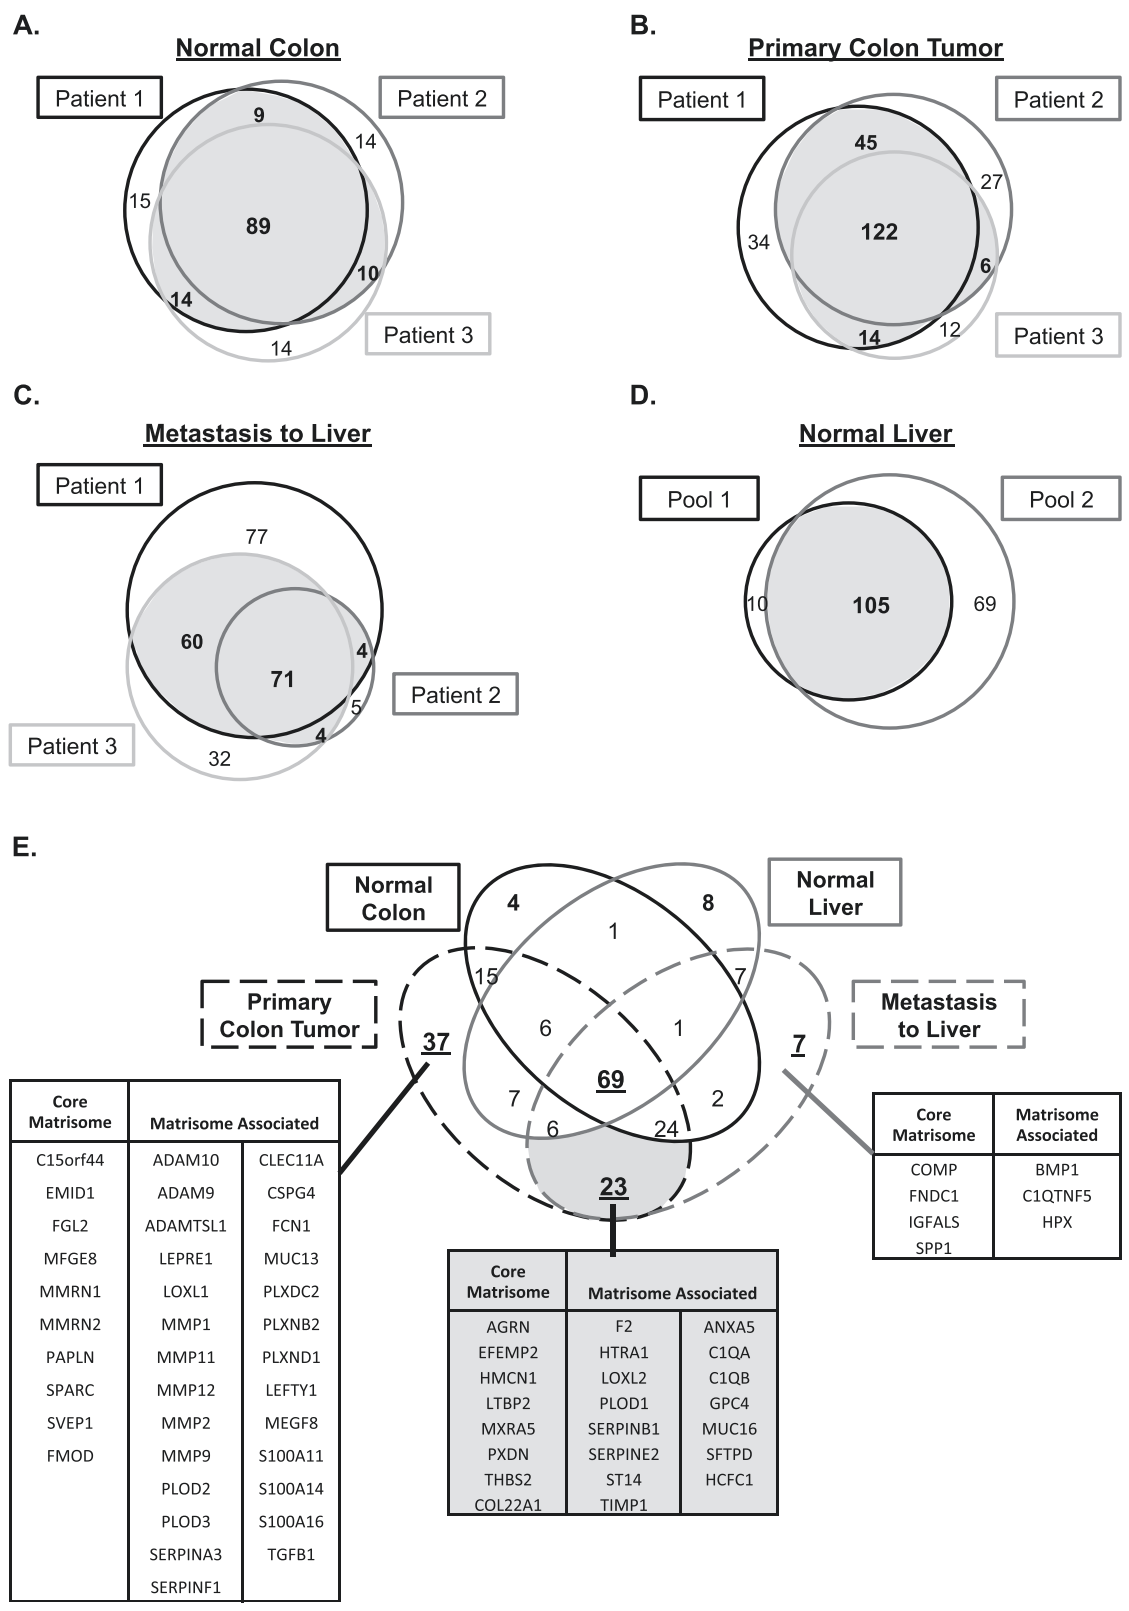 A.
Normal Colon
Patient 1
Patient 2
9
14
15
89
10
14
Patient 3
14
B.
Primary Colon Tumor
Patient 1
Patient 2
45
27
34
122
6
14
12
Patient 3
C.
Metastasis to Liver
Patient 1
77
60
4
71
Patient 2
5
4
Patient 3
32
D.
Normal Liver
Pool 1
Pool 2
10
105
69
E.
Normal
Colon
Normal
Liver
4
8
1
15
7
Primary
Colon Tumor
Metastasis
to Liver
6
1
37
7
69
7
2
6
24
23
Core
Matrisome
Matrisome Associated
C15orf44 ADAM10 CLEC11A
EMID1 ADAM9 CSPG4
FGL2 ADAMTSL1 FCN1
MFGE8 LEPRE1 MUC13
MMRN1 LOXL1 PLXDC2
MMRN2 MMP1 PLXNB2
PAPLN MMP11 PLXND1
SPARC MMP12 LEFTY1
SVEP1 MMP2 MEGF8
FMOD MMP9 S100A11
PLOD2 S100A14
PLOD3 S100A16
SERPINA3 TGFB1
SERPINF1
Core
Matrisome
Matrisome Associated
AGRN F2 ANXA5
EFEMP2 HTRA1 C1QA
HMCN1 LOXL2 C1QB
LTBP2 PLOD1 GPC4
MXRA5 SERPINB1 MUC16
PXDN SERPINE2 SFTPD
THBS2 ST14 HCFC1
COL22A1 TIMP1
Core
Matrisome
Matrisome
Associated
COMP BMP1
FNDC1 C1QTNF5
IGFALS HPX
SPP1